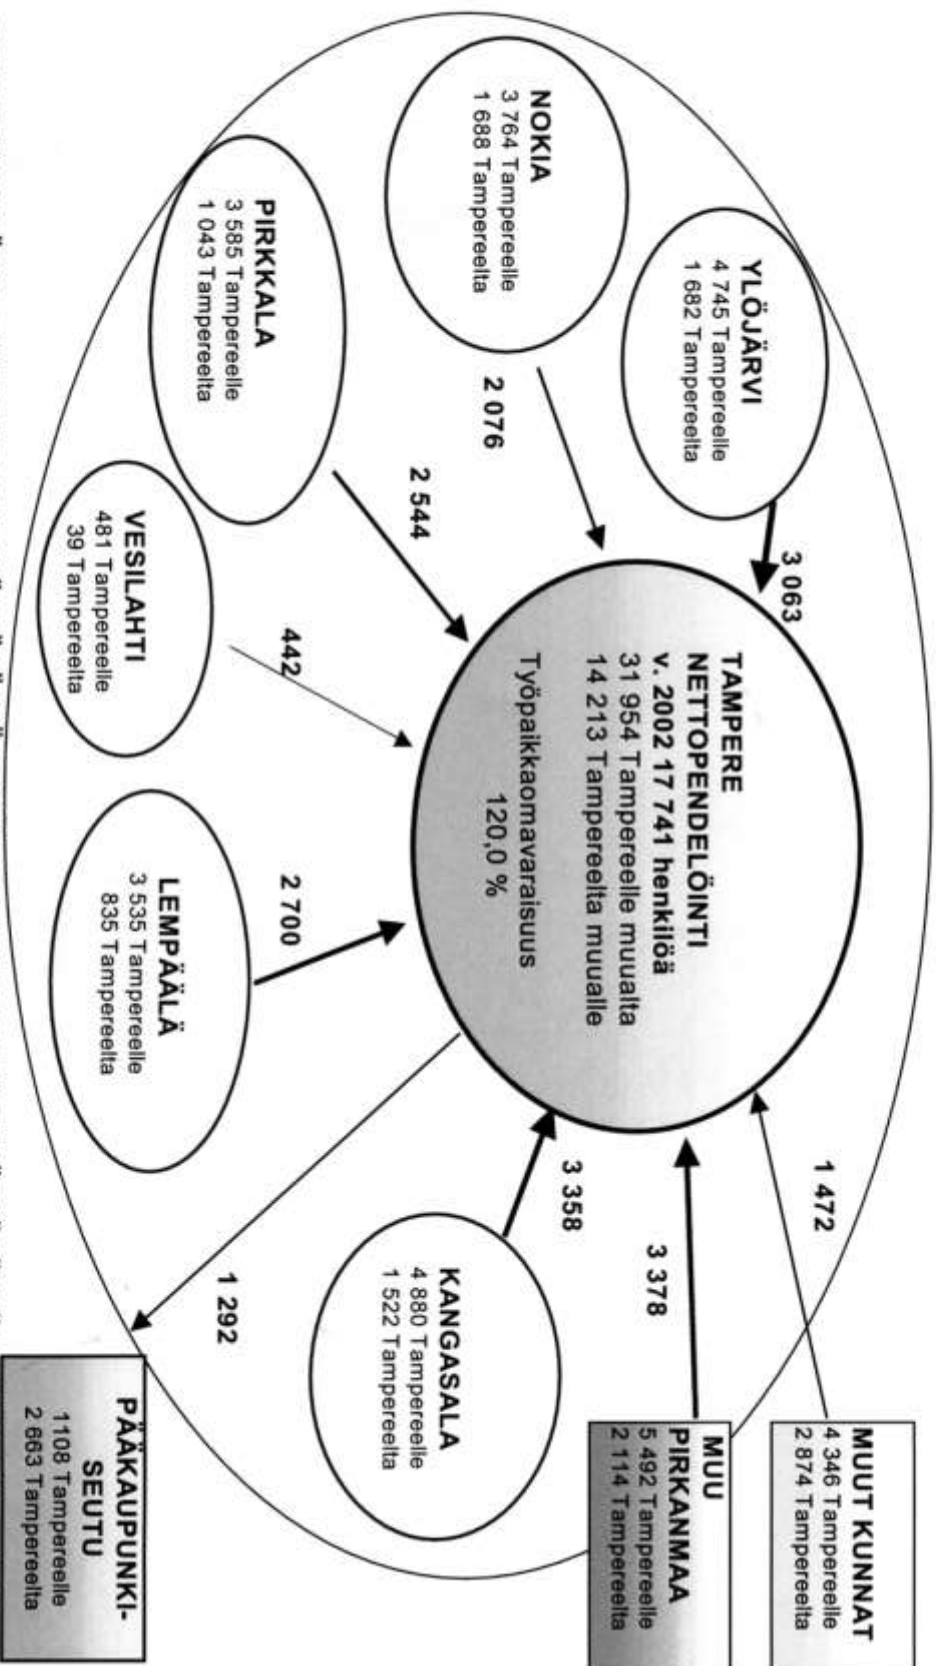 YLÖJÄRVI
4 745 Tampereelle
1 682 Tampereelta
3 063
NOKIA
3 764 Tampereelle
1 688 Tampereelta
2 076
PIRKKALA
3 585 Tampereelle
1 043 Tampereelta
2 544
VESILAHTI
481 Tampereelle
39 Tampereelta
442
TAMPERE
NETTOPENDELÖINTI
v. 2002 17 741 henkilöä
31 954 Tampereelle muualta
14 213 Tampereelta muualle
Työpaikkaomavaraisuus
120,0 %
LEMPÄÄLÄ
3 535 Tampereelle
835 Tampereelta
2 700
KANGASALA
4 880 Tampereelle
1 522 Tampereelta
3 358
MUUT KUNNAT
4 346 Tampereelle
2 874 Tampereelta
1 472
MUU
PIRKANMAA
5 492 Tampereelle
2 114 Tampereelta
3 378
PÄÄKAUPUNKI-
SEUTU
1108 Tampereelle
2 663 Tampereelta
1 292